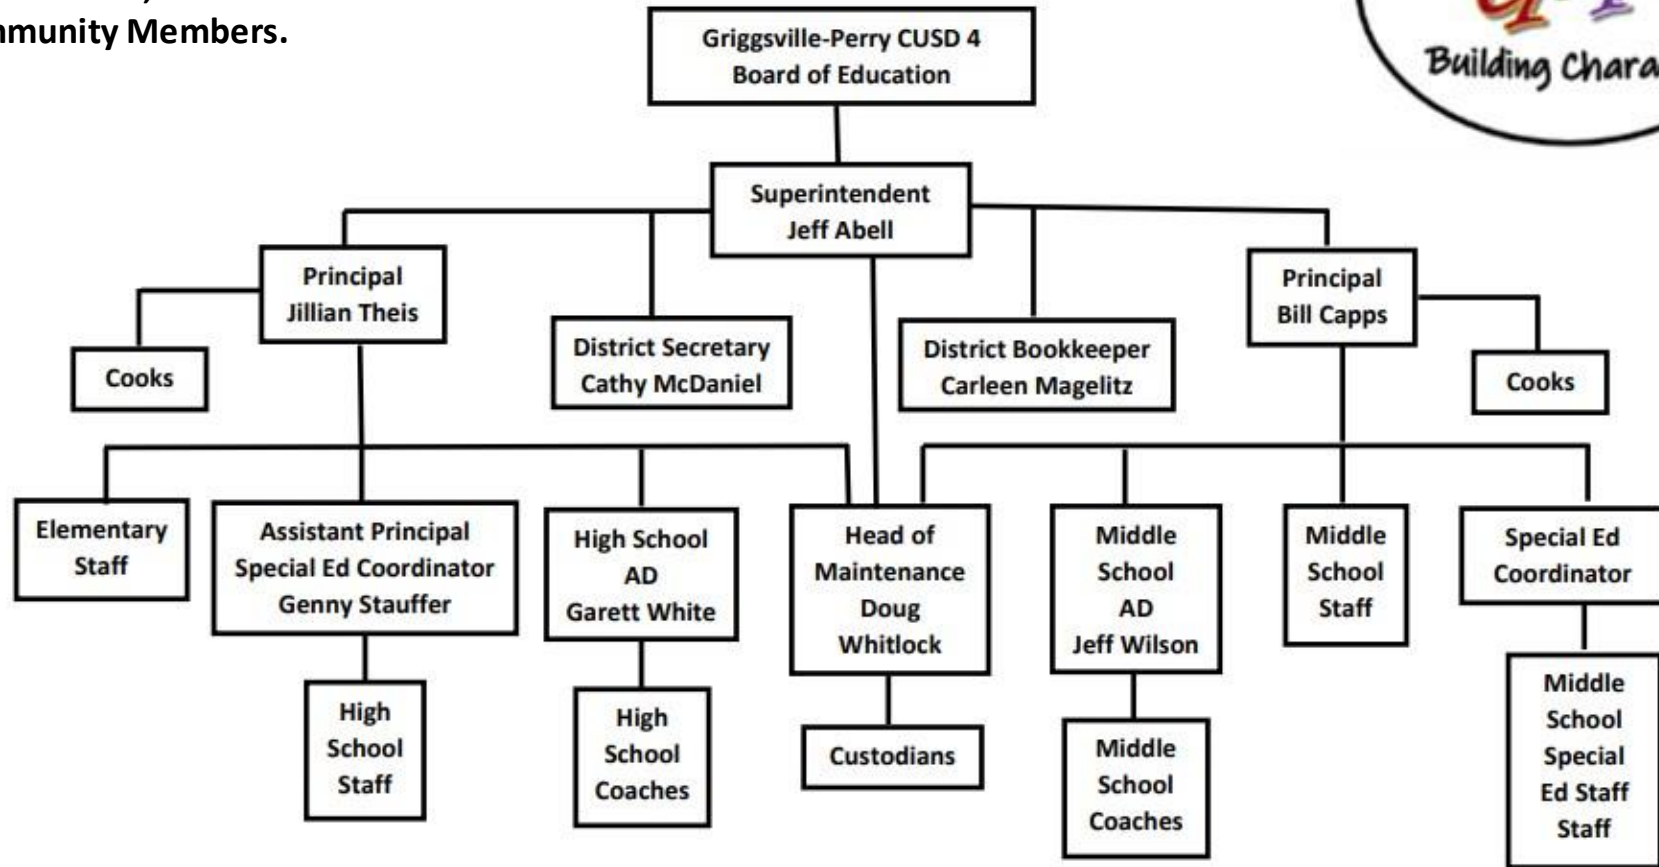 Community Members.
Griggsville-Perry CUSD 4
Board of Education
Building
Superintendent
Jeff Abell
Principal
Jillian Theis
Principal
Bill Capps
District Secretary
Cathy McDaniel
District Bookkeeper
Carleen Magelitz
Cooks
Cooks
Elementary
Staff
Assistant Principal
Special Ed Coordinator
Genny Stauffer
High School
AD
Garett White
Head of
Maintenance
Doug
Whitlock
Middle
School
AD
Jeff Wilson
Middle
School
Staff
Special Ed
Coordinator
High
School
Staff
High
School
Coaches
Custodians
Middle
School
Coaches
Middle
School
Special
Ed Staff
Staff